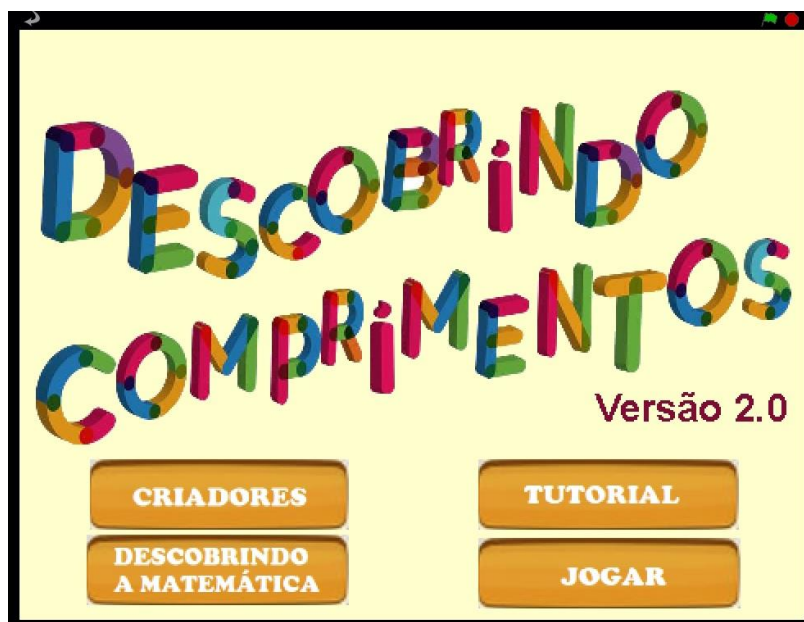 DESCOBRiNDO
COMPRiMENTOS
Versão 2.0
CRIADORES
TUTORIAL
DESCOBRINDO
A MATEMÁTICA
JOGAR